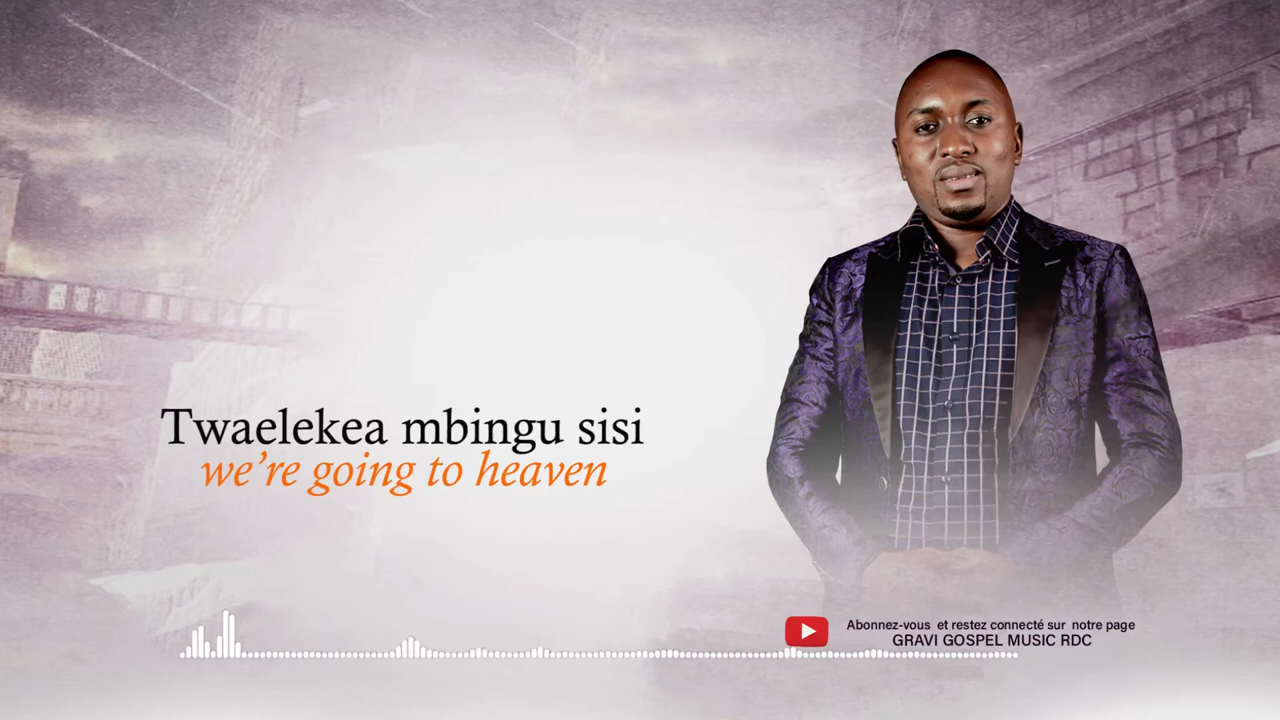 Twaelekea mbingu sisi
we're going to heaven
Abonnez-vous et restez connecté sur notre page
GRAVI GOSPEL MUSIC RDC